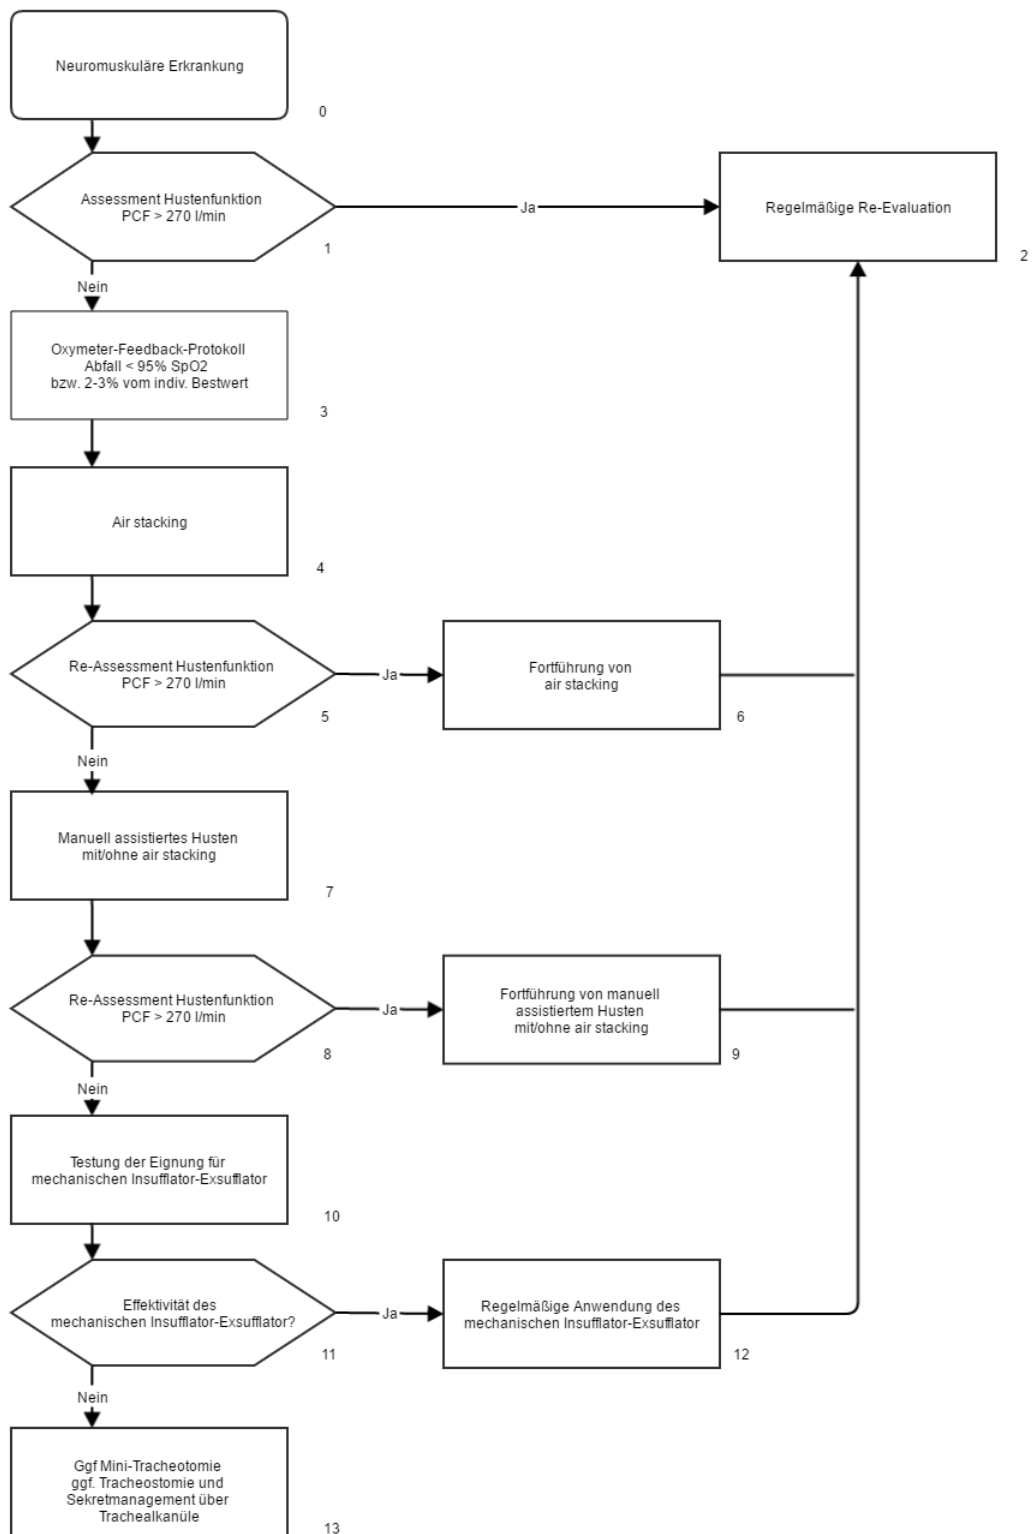 Neuromuskuläre Erkrankung
0
Assessment Hustenfunktion
PCF > 270 l/min
1
Ja
Regelmäßige Re-Evaluation
2
Nein
Oxymeter-Feedback-Protokoll
Abfall < 95% SpO2
bzw. 2-3% vom indiv. Bestwert
3
Air stacking
4
Re-Assessment Hustenfunktion
PCF > 270 l/min
5
Ja
Fortführung von
air stacking
6
Nein
Manuell assistiertes Husten
mit/ohne air stacking
7
Re-Assessment Hustenfunktion
PCF > 270 l/min
8
Ja
Fortführung von manuell
assistiertem Husten
mit/ohne air stacking
9
Nein
Testung der Eignung für
mechanischen Insufflator-Exsufflator
10
Effektivität des
mechanischen Insufflator-Exsufflator?
11
Ja
Regelmäßige Anwendung des
mechanischen Insufflator-Exsufflator
12
Nein
Ggf Mini-Tracheotomie
ggf. Tracheostomie und
Sekretmanagement über
Trachealkanüle
13